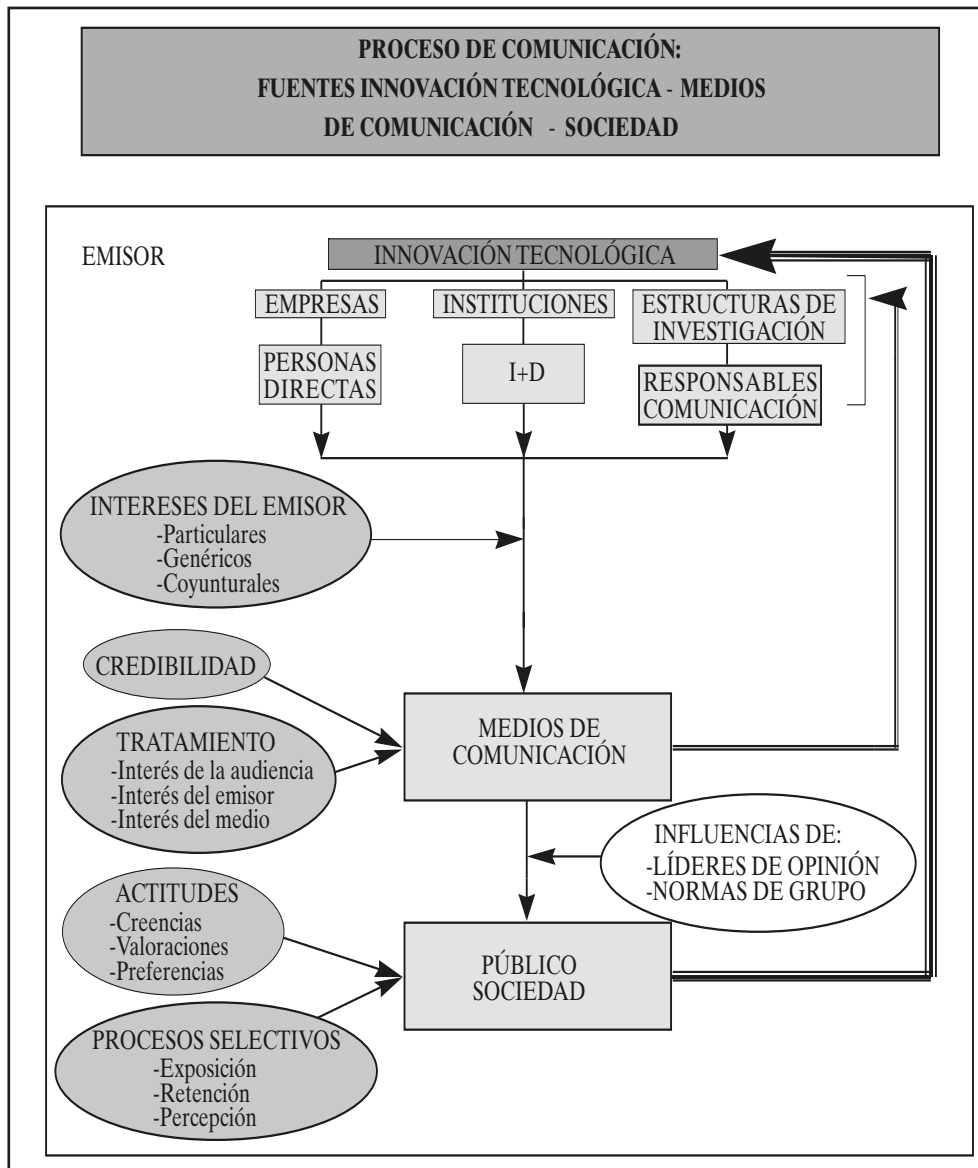 PROCESO DE COMUNICACIÓN:
FUENTES INNOVACIÓN TECNOLÓGICA - MEDIOS
DE COMUNICACIÓN - SOCIEDAD
EMISOR
INNOVACIÓN TECNOLÓGICA
EMPRESAS
INSTITUCIONES
ESTRUCTURAS DE
INVESTIGACIÓN
PERSONAS
DIRECTAS
I+D
RESPONSABLES
COMUNICACIÓN
INTERESES DEL EMISOR
-Particulares
-Genéricos
-Coyunturales
CREDIBILIDAD
TRATAMIENTO
-Interés de la audiencia
-Interés del emisor
-Interés del medio
MEDIOS DE
COMUNICACIÓN
INFLUENCIAS DE:
-LÍDERES DE OPINIÓN
-NORMAS DE GRUPO
ACTITUDES
-Creencias
-Valoraciones
-Preferencias
PÚBLICO
SOCIEDAD
PROCESOS SELECTIVOS
-Exposición
-Retención
-Percepción